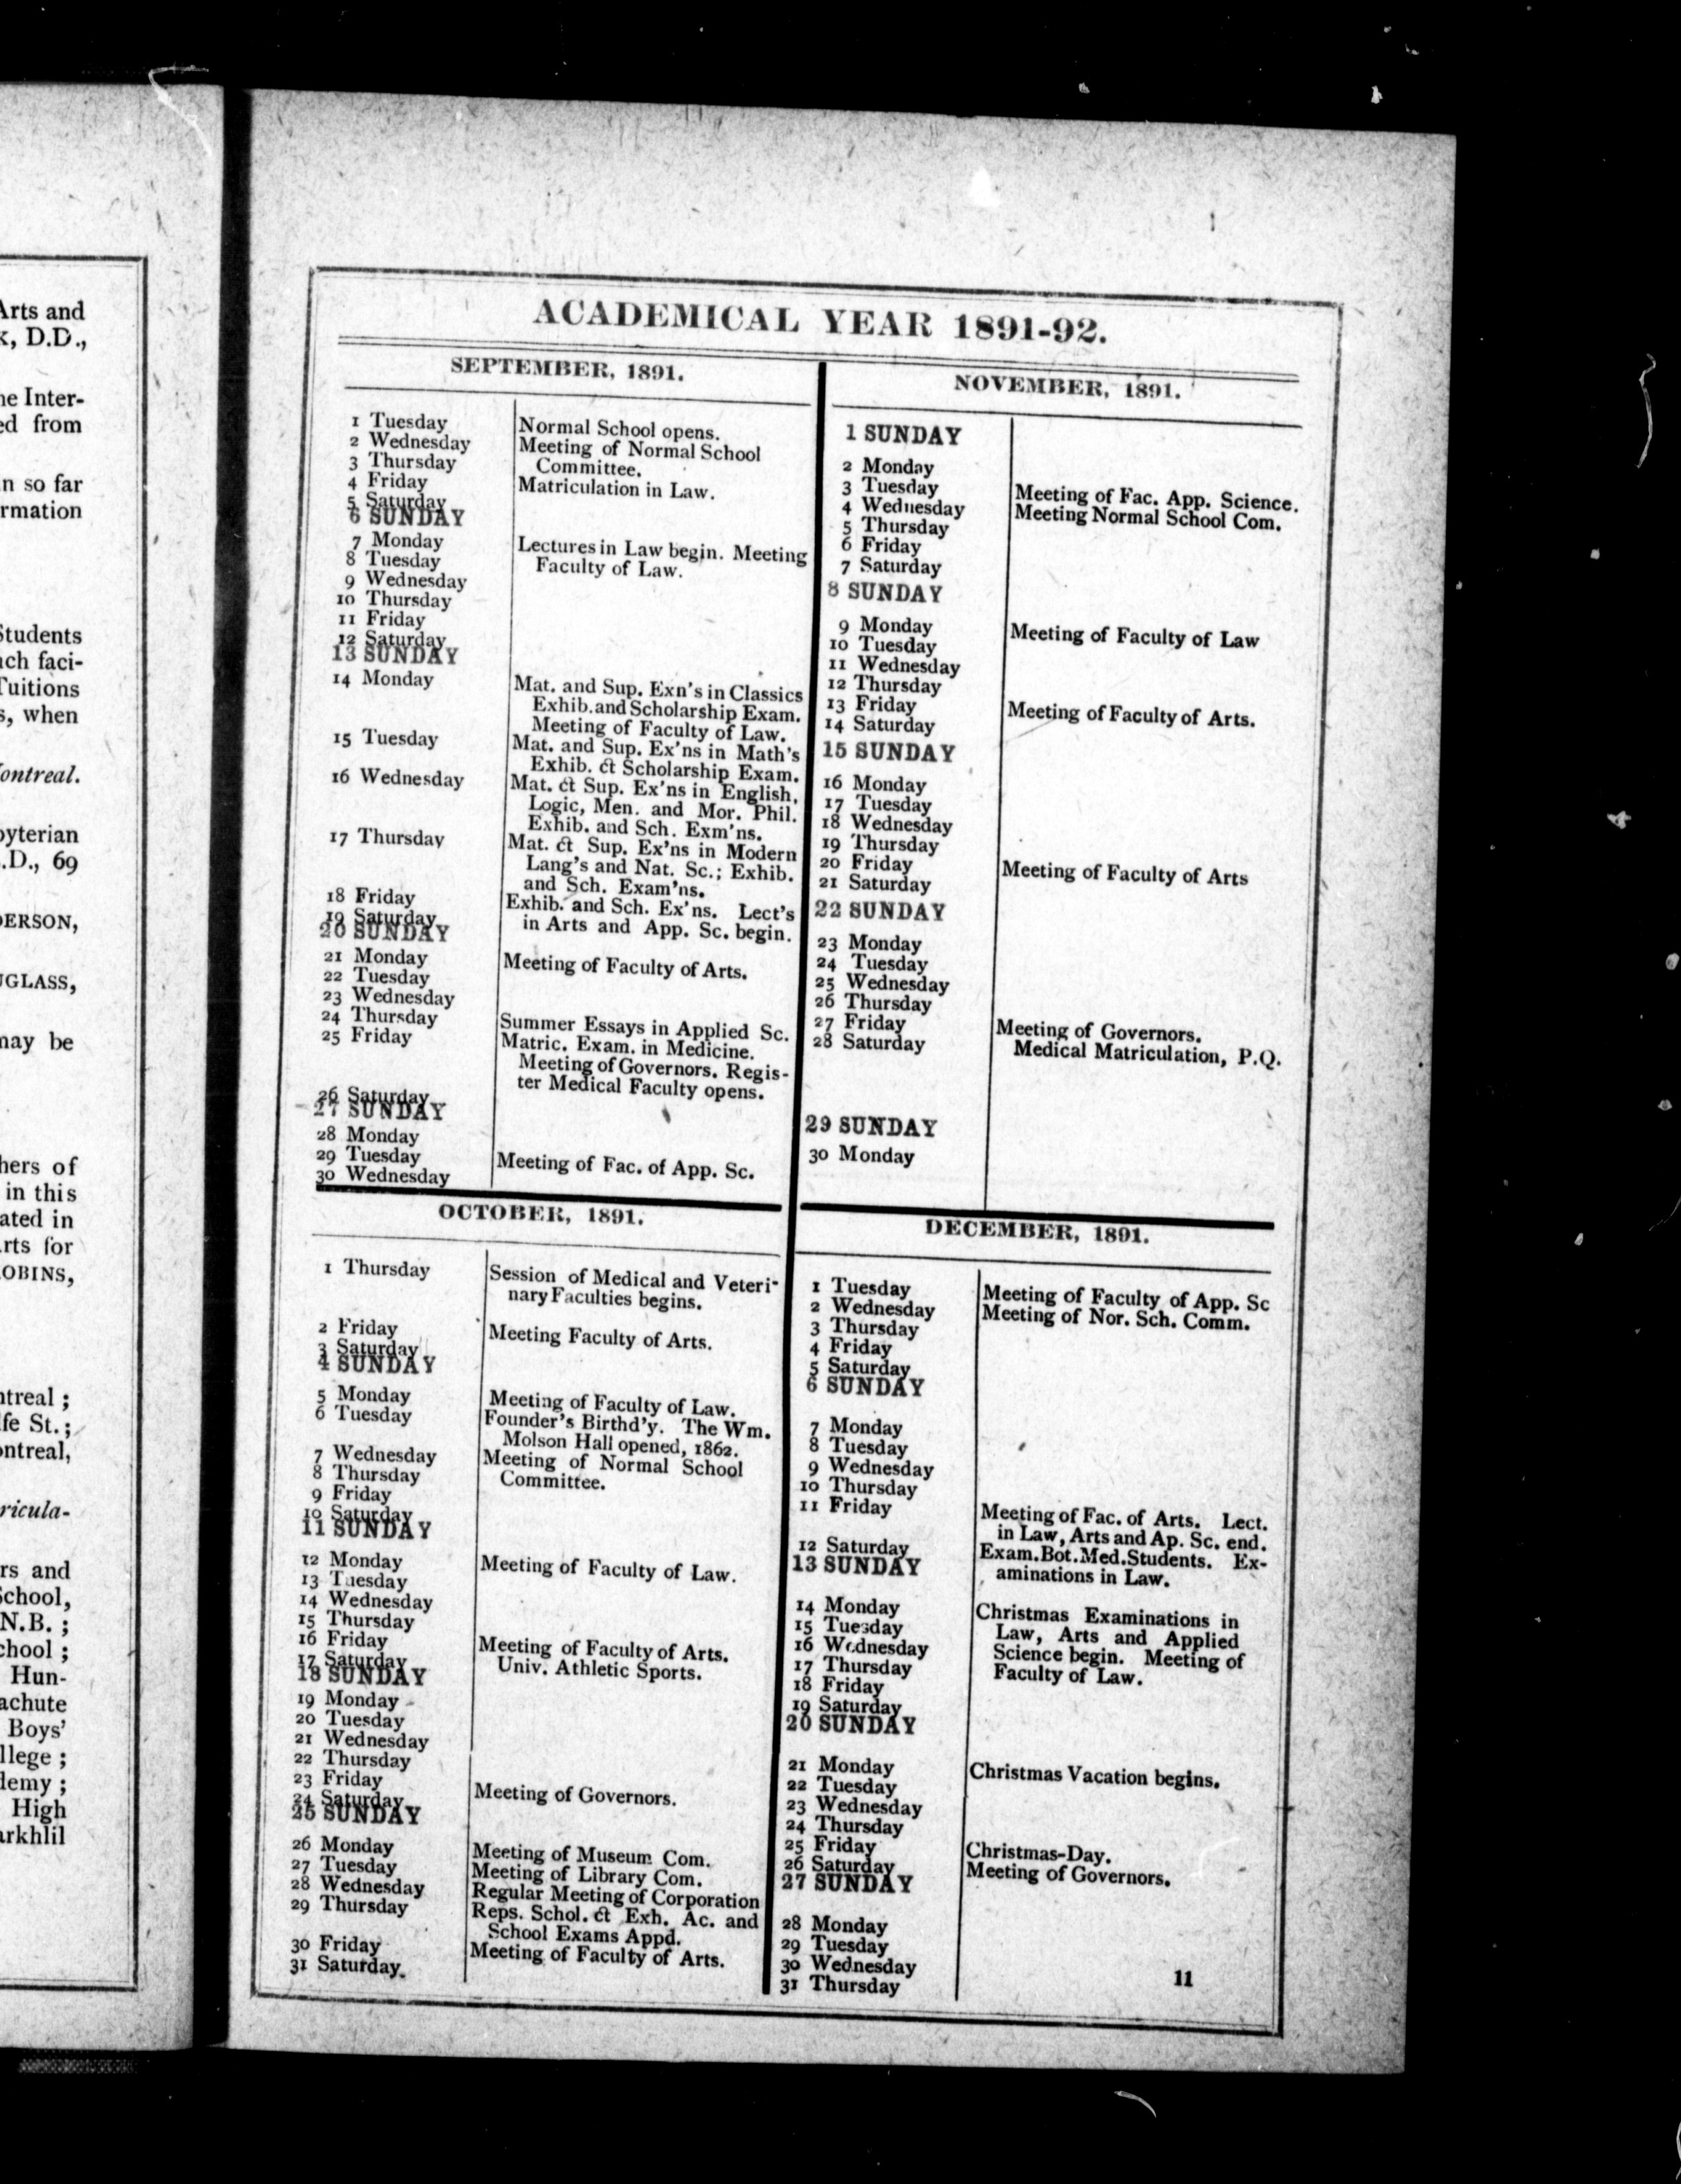 Arts and
D.D.,
Inter-
from
so far
Students
faci-
when
ontreal.
69
may be
of
in this
in
for
Montreal ;
St. ;
and
School,
N.B. ;
Hun-
Boys'
High
ACADEMICAL YEAR 1891-92.
SEPTEMBER, 1891.
1 Tuesday Normal School opens.
2 Wednesday Meeting of Normal School
3 Thursday Committee.
4 Friday Matriculation in Law.
5 Saturday
6 SUNDAY
7 Monday Lectures in Law begin. Meeting
8 Tuesday Faculty of Law.
9 Wednesday
10 Thursday
11 Friday
12 Saturday
13 SUNDAY
14 Monday Mat. and Sup. Exn's in Classics
Exhib. and Scholarship Exam.
Meeting of Faculty of Law.
15 Tuesday Mat. and Sup. Ex'ns in Math's
Exhib. & Scholarship Exam.
16 Wednesday Mat. & Sup. Ex'ns in English,
Logic, Men. and Mor. Phil.
Exhib. and Sch. Exm'ns.
17 Thursday Mat. & Sup. Ex'ns in Modern
Lang's and Nat. Sc.; Exhib.
and Sch. Exam'ns.
18 Friday Exhib. and Sch. Ex'ns. Lect's
19 Saturday in Arts and App. Sc. begin.
20 SUNDAY
21 Monday Meeting of Faculty of Arts.
22 Tuesday
23 Wednesday
24 Thursday Summer Essays in Applied Sc.
25 Friday Matric. Exam. in Medicine.
Meeting of Governors. Regis-
ter Medical Faculty opens.
26 Saturday
27 SUNDAY
28 Monday
29 Tuesday Meeting of Fac. of App. Sc.
30 Wednesday
OCTOBER, 1891.
1 Thursday Session of Medical and Veteri-
nary Faculties begins.
2 Friday Meeting Faculty of Arts.
3 Saturday
4 SUNDAY
5 Monday Meeting of Faculty of Law.
6 Tuesday Founder's Birthd'y. The Wm.
Molson Hall opened, 1862.
7 Wednesday Meeting of Normal School
8 Thursday Committee.
9 Friday
10 Saturday
11 SUNDAY
12 Monday Meeting of Faculty of Law.
13 Tuesday
14 Wednesday
15 Thursday
16 Friday Meeting of Faculty of Arts.
17 Saturday Univ. Athletic Sports.
18 SUNDAY
19 Monday
20 Tuesday
21 Wednesday
22 Thursday
23 Friday Meeting of Governors.
24 Saturday
25 SUNDAY
26 Monday Meeting of Museum Com.
27 Tuesday Meeting of Library Com.
28 Wednesday Regular Meeting of Corporation
29 Thursday Reps. Schol. & Exh. Ac. and
School Exams Appd.
30 Friday Meeting of Faculty of Arts.
31 Saturday.
NOVEMBER, 1891.
1 SUNDAY
2 Monday
3 Tuesday Meeting of Fac. App. Science.
4 Wednesday Meeting Normal School Com.
5 Thursday
6 Friday
7 Saturday
8 SUNDAY
9 Monday Meeting of Faculty of Law
10 Tuesday
11 Wednesday
12 Thursday
13 Friday Meeting of Faculty of Arts.
14 Saturday
15 SUNDAY
16 Monday
17 Tuesday
18 Wednesday
19 Thursday
20 Friday Meeting of Faculty of Arts
21 Saturday
22 SUNDAY
23 Monday
24 Tuesday
25 Wednesday
26 Thursday
27 Friday Meeting of Governors.
28 Saturday Medical Matriculation, P.Q.
29 SUNDAY
30 Monday
DECEMBER, 1891.
1 Tuesday Meeting of Faculty of App. Sc
2 Wednesday Meeting of Nor. Sch. Comm.
3 Thursday
4 Friday
5 Saturday
6 SUNDAY
7 Monday
8 Tuesday
9 Wednesday
10 Thursday
11 Friday Meeting of Fac. of Arts. Lect.
in Law, Arts and Ap. Sc. end.
12 Saturday Exam. Bot. Med. Students. Ex-
13 SUNDAY aminations in Law.
14 Monday Christmas Examinations in
15 Tuesday Law, Arts and Applied
16 Wednesday Science begin. Meeting of
17 Thursday Faculty of Law.
18 Friday
19 Saturday
20 SUNDAY
21 Monday Christmas Vacation begins.
22 Tuesday
23 Wednesday
24 Thursday
25 Friday Christmas-Day.
26 Saturday Meeting of Governors.
27 SUNDAY
28 Monday
29 Tuesday
30 Wednesday
31 Thursday
11